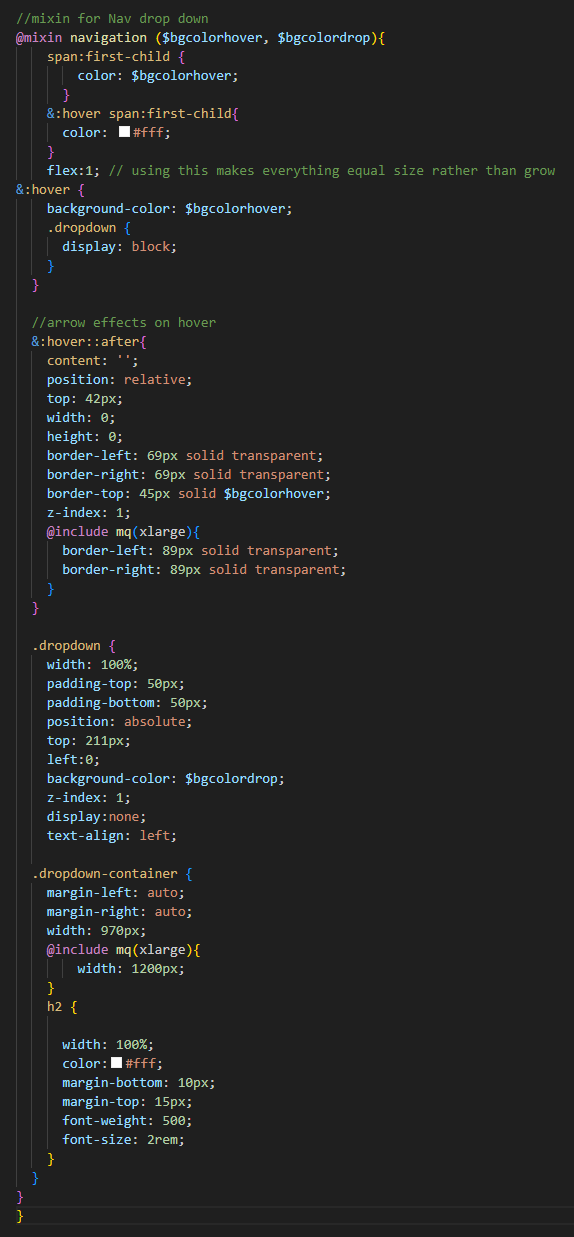 //mixin for Nav drop down
@mixin navigation ($bgcolorhover, $bgcolordrop){
    span:first-child {
        color: $bgcolorhover;
      }
    &:hover span:first-child{
      color: #fff;
    }
    flex:1; // using this makes everything equal size rather than grow
&:hover {
    background-color: $bgcolorhover;
    .dropdown {
      display: block;
    }
  }

  //arrow effects on hover
  &:hover::after{
    content: '';
    position: relative;
    top: 42px;
    width: 0;
    height: 0;
    border-left: 69px solid transparent;
    border-right: 69px solid transparent;
    border-top: 45px solid $bgcolorhover;
    z-index: 1;
    @include mq(xlarge){
      border-left: 89px solid transparent;
      border-right: 89px solid transparent;
    }
  }

  .dropdown {
    width: 100%;
    padding-top: 50px;
    padding-bottom: 50px;
    position: absolute;
    top: 211px;
    left:0;
    background-color: $bgcolordrop;
    z-index: 1;
    display:none;
    text-align: left;

  .dropdown-container {
    margin-left: auto;
    margin-right: auto;
    width: 970px;
    @include mq(xlarge){
        width: 1200px;
    }
    h2 {

      width: 100%;
      color:#fff;
      margin-bottom: 10px;
      margin-top: 15px;
      font-weight: 500;
      font-size: 2rem;
    }
  }
}
}